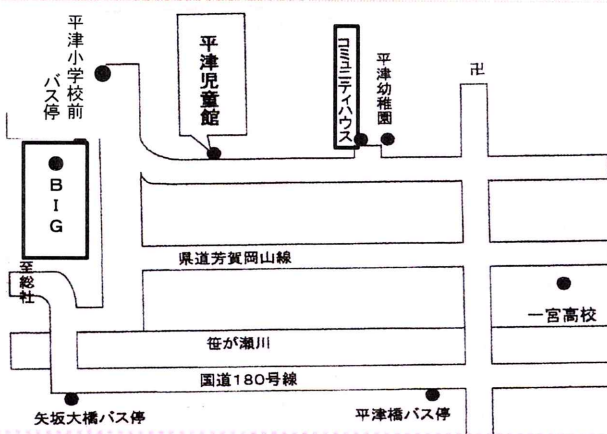 平津小学校前
バス停
平津児童館
コミュニティハウス
平津幼稚園
卍
BIG
至総社
県道芳賀岡山線
一宮高校
笹が瀬川
国道180号線
矢坂大橋バス停
平津橋バス停